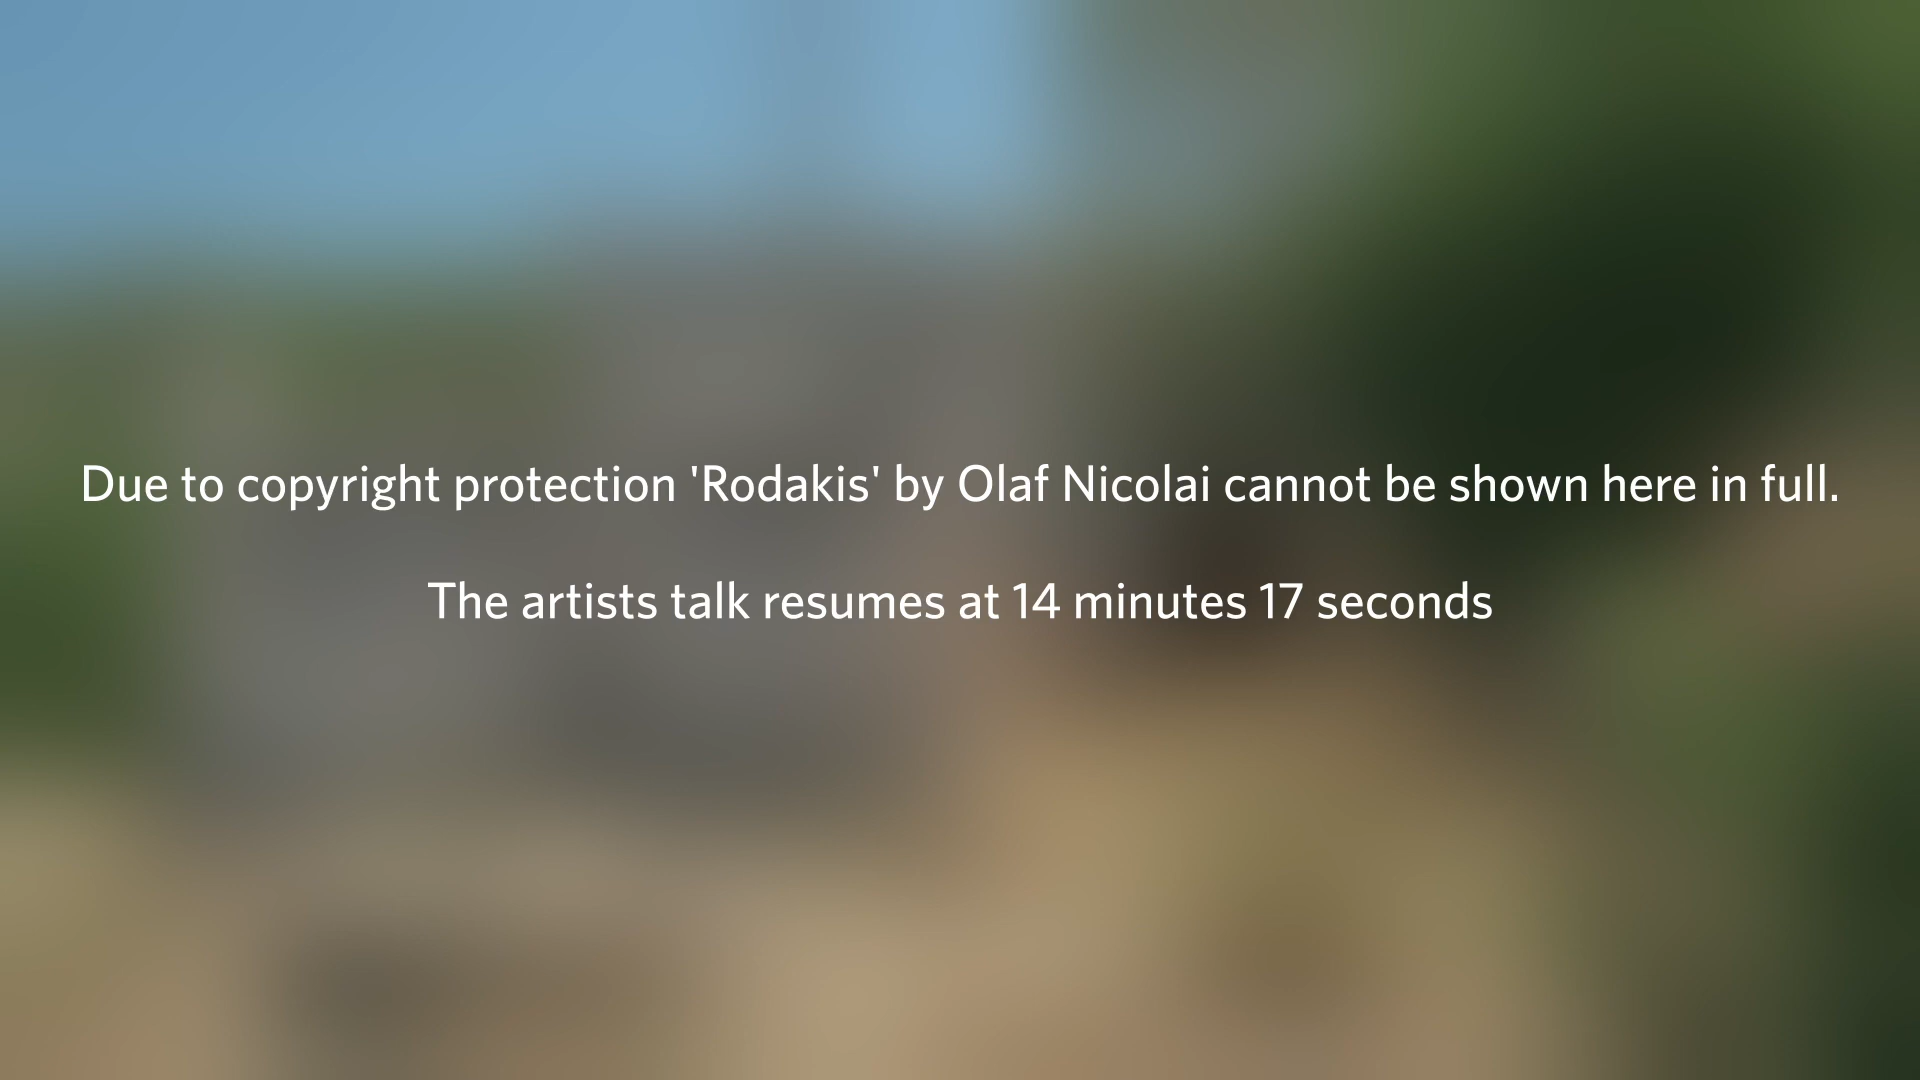 Due to copyright protection 'Rodakis' by Olaf Nicolai cannot be shown here in full.
The artists talk resumes at 14 minutes 17 seconds